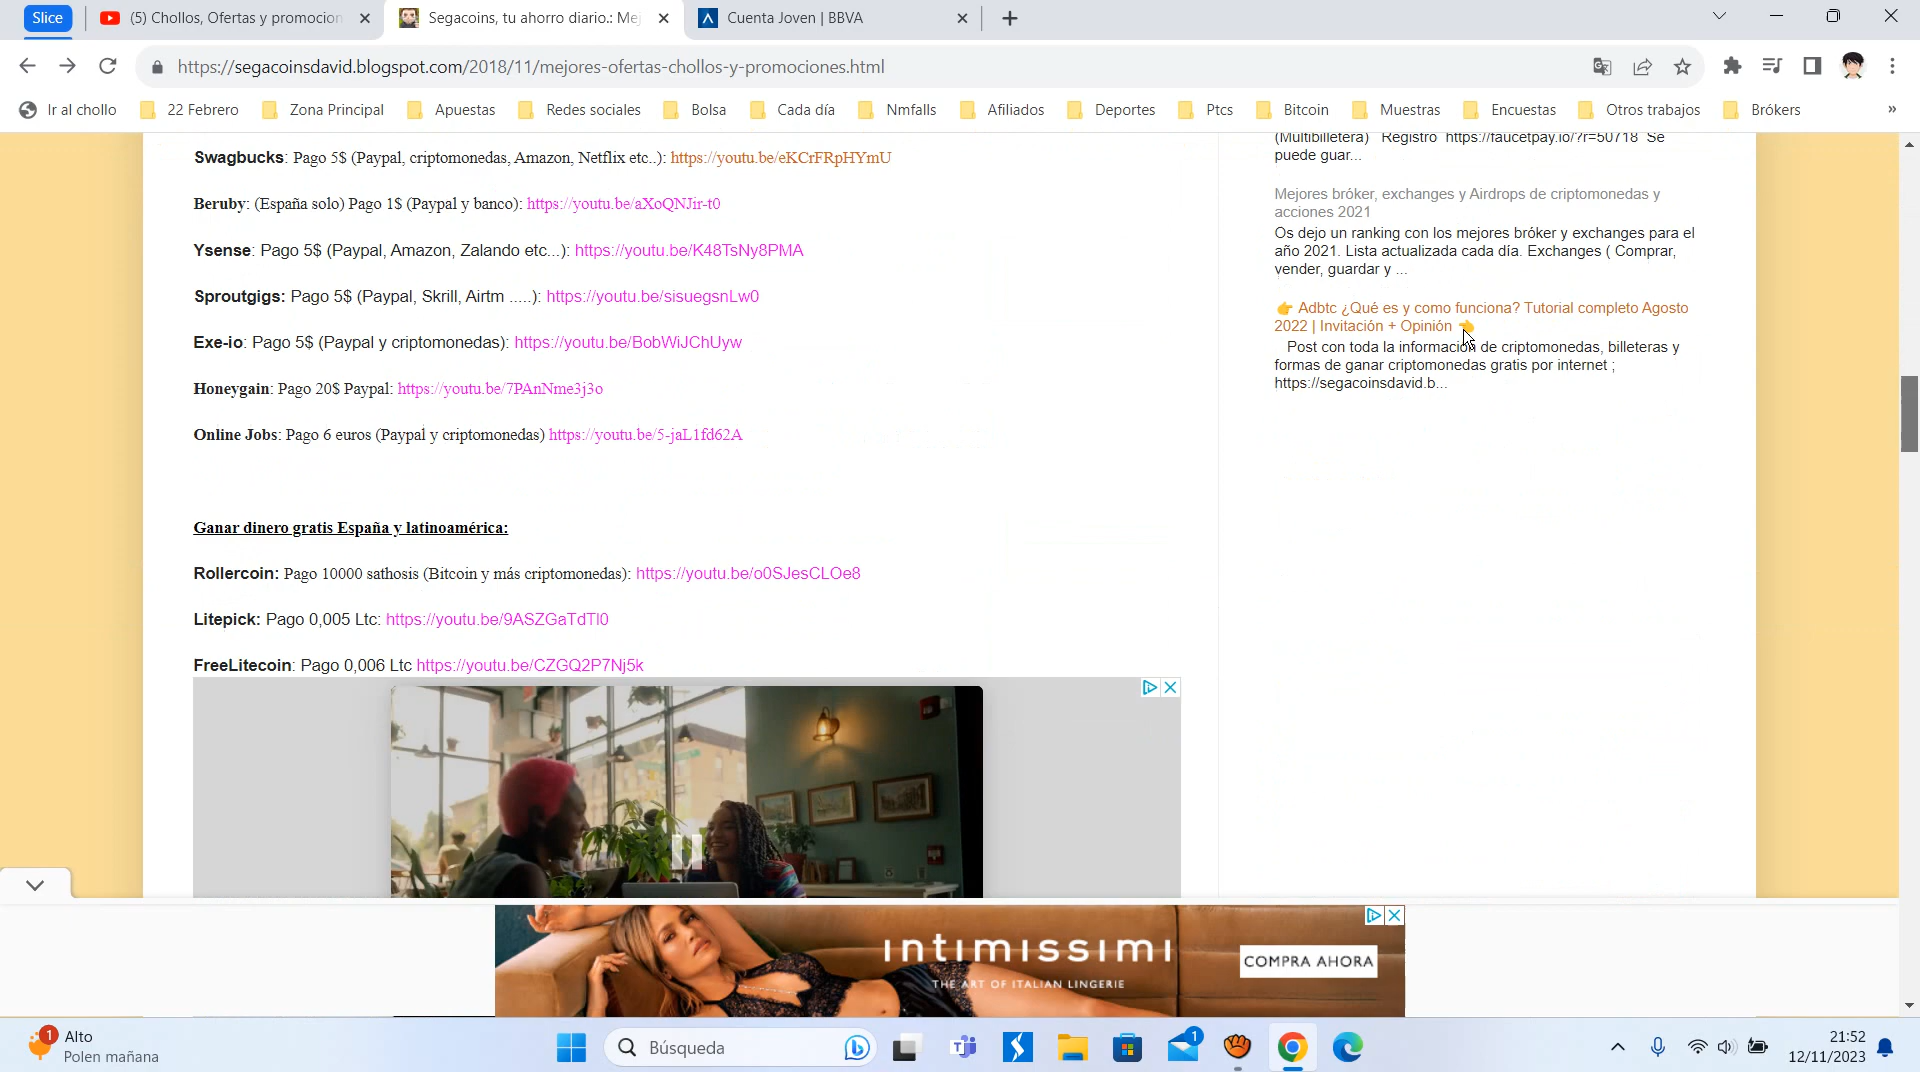 Slice
(5) Chollos, Ofertas y promocion
Segacoins, tu ahorro diario.: Mej
Cuenta Joven | BBVA
https://segacoinsdavid.blogspot.com/2018/11/mejores-ofertas-chollos-y-promociones.html
Ir al chollo
22 Febrero
Zona Principal
Apuestas
Redes sociales
Bolsa
Cada día
Nmfalls
Afiliados
Deportes
Ptcs
Bitcoin
Muestras
Encuestas
Otros trabajos
Brókers
»
Swagbucks: Pago 5$ (Paypal, criptomonedas, Amazon, Netflix etc..): https://youtu.be/eKCrFRpHYmU
Beruby: (España solo) Pago 1$ (Paypal y banco): https://youtu.be/aXoQNJir-t0
Ysense: Pago 5$ (Paypal, Amazon, Zalando etc...): https://youtu.be/K48TsNy8PMA
Sproutgigs: Pago 5$ (Paypal, Skrill, Airtm .....): https://youtu.be/sisuegsnLw0
Exe-io: Pago 5$ (Paypal y criptomonedas): https://youtu.be/BobWiJChUyw
Honeygain: Pago 20$ Paypal: https://youtu.be/7PAnNme3j3o
Online Jobs: Pago 6 euros (Paypal y criptomonedas) https://youtu.be/5-jaL1fd62A
Ganar dinero gratis España y latinoamérica:
Rollercoin: Pago 10000 sathosis (Bitcoin y más criptomonedas): https://youtu.be/o0SJesCLOe8
Litepick: Pago 0,005 Ltc: https://youtu.be/9ASZGaTdTl0
FreeLitecoin: Pago 0,006 Ltc https://youtu.be/CZGQ2P7Nj5k
(Multibilletera) Registro https://faucetpay.io/?r=50718 Se
puede guar...
Mejores bróker, exchanges y Airdrops de criptomonedas y
acciones 2021
Os dejo un ranking con los mejores bróker y exchanges para el
año 2021. Lista actualizada cada día. Exchanges ( Comprar,
vender, guardar y ...
👉 Adbtc ¿Qué es y como funciona? Tutorial completo Agosto
2022 | Invitación + Opinión 👈
Post con toda la información de criptomonedas, billeteras y
formas de ganar criptomonedas gratis por internet ;
https://segacoinsdavid.b...
intimissimi
THE ART OF ITALIAN LINGERIE
COMPRA AHORA
1
Alto
Polen mañana
Búsqueda
1
21:52
12/11/2023